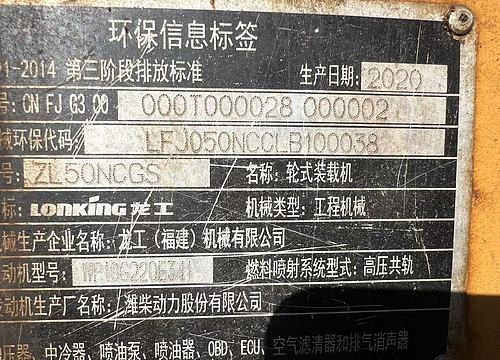 环保信息标签
91-2014 第三阶段排放标准 生产日期: 2020
号: CN FJ G3 00 000T000028 000002
械环保代码: LFJ050NCCLB100038
号: ZL50NCGS 名称: 轮式装载机
标: LONKING 龙工 机械类型: 工程机械
械生产企业名称: 龙工（福建）机械有限公司
动机型号: WP10G220E341 燃料喷射系统型式: 高压共轨
动机生产厂名称: 潍柴动力股份有限公司
压器、中冷器、喷油泵、喷油器、OBD、ECU、空气滤清器和排气消声器